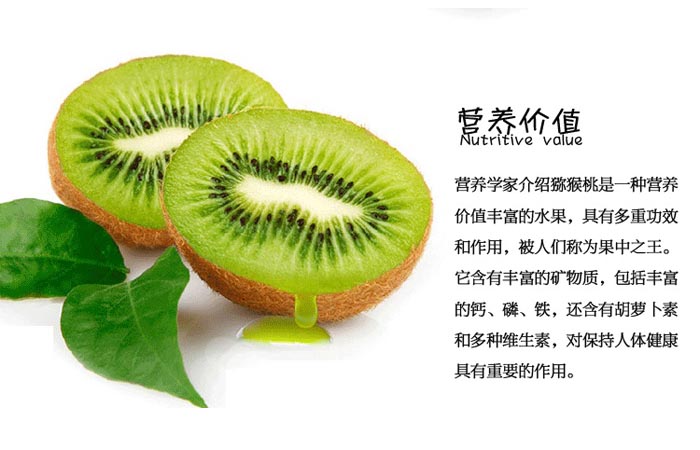 营养价值
Nutritive value
营养学家介绍猕猴桃是一种营养
价值丰富的水果，具有多重功效
和作用，被人们称为果中之王。
它含有丰富的矿物质，包括丰富
的钙、磷、铁，还含有胡萝卜素
和多种维生素，对保持人体健康
具有重要的作用。